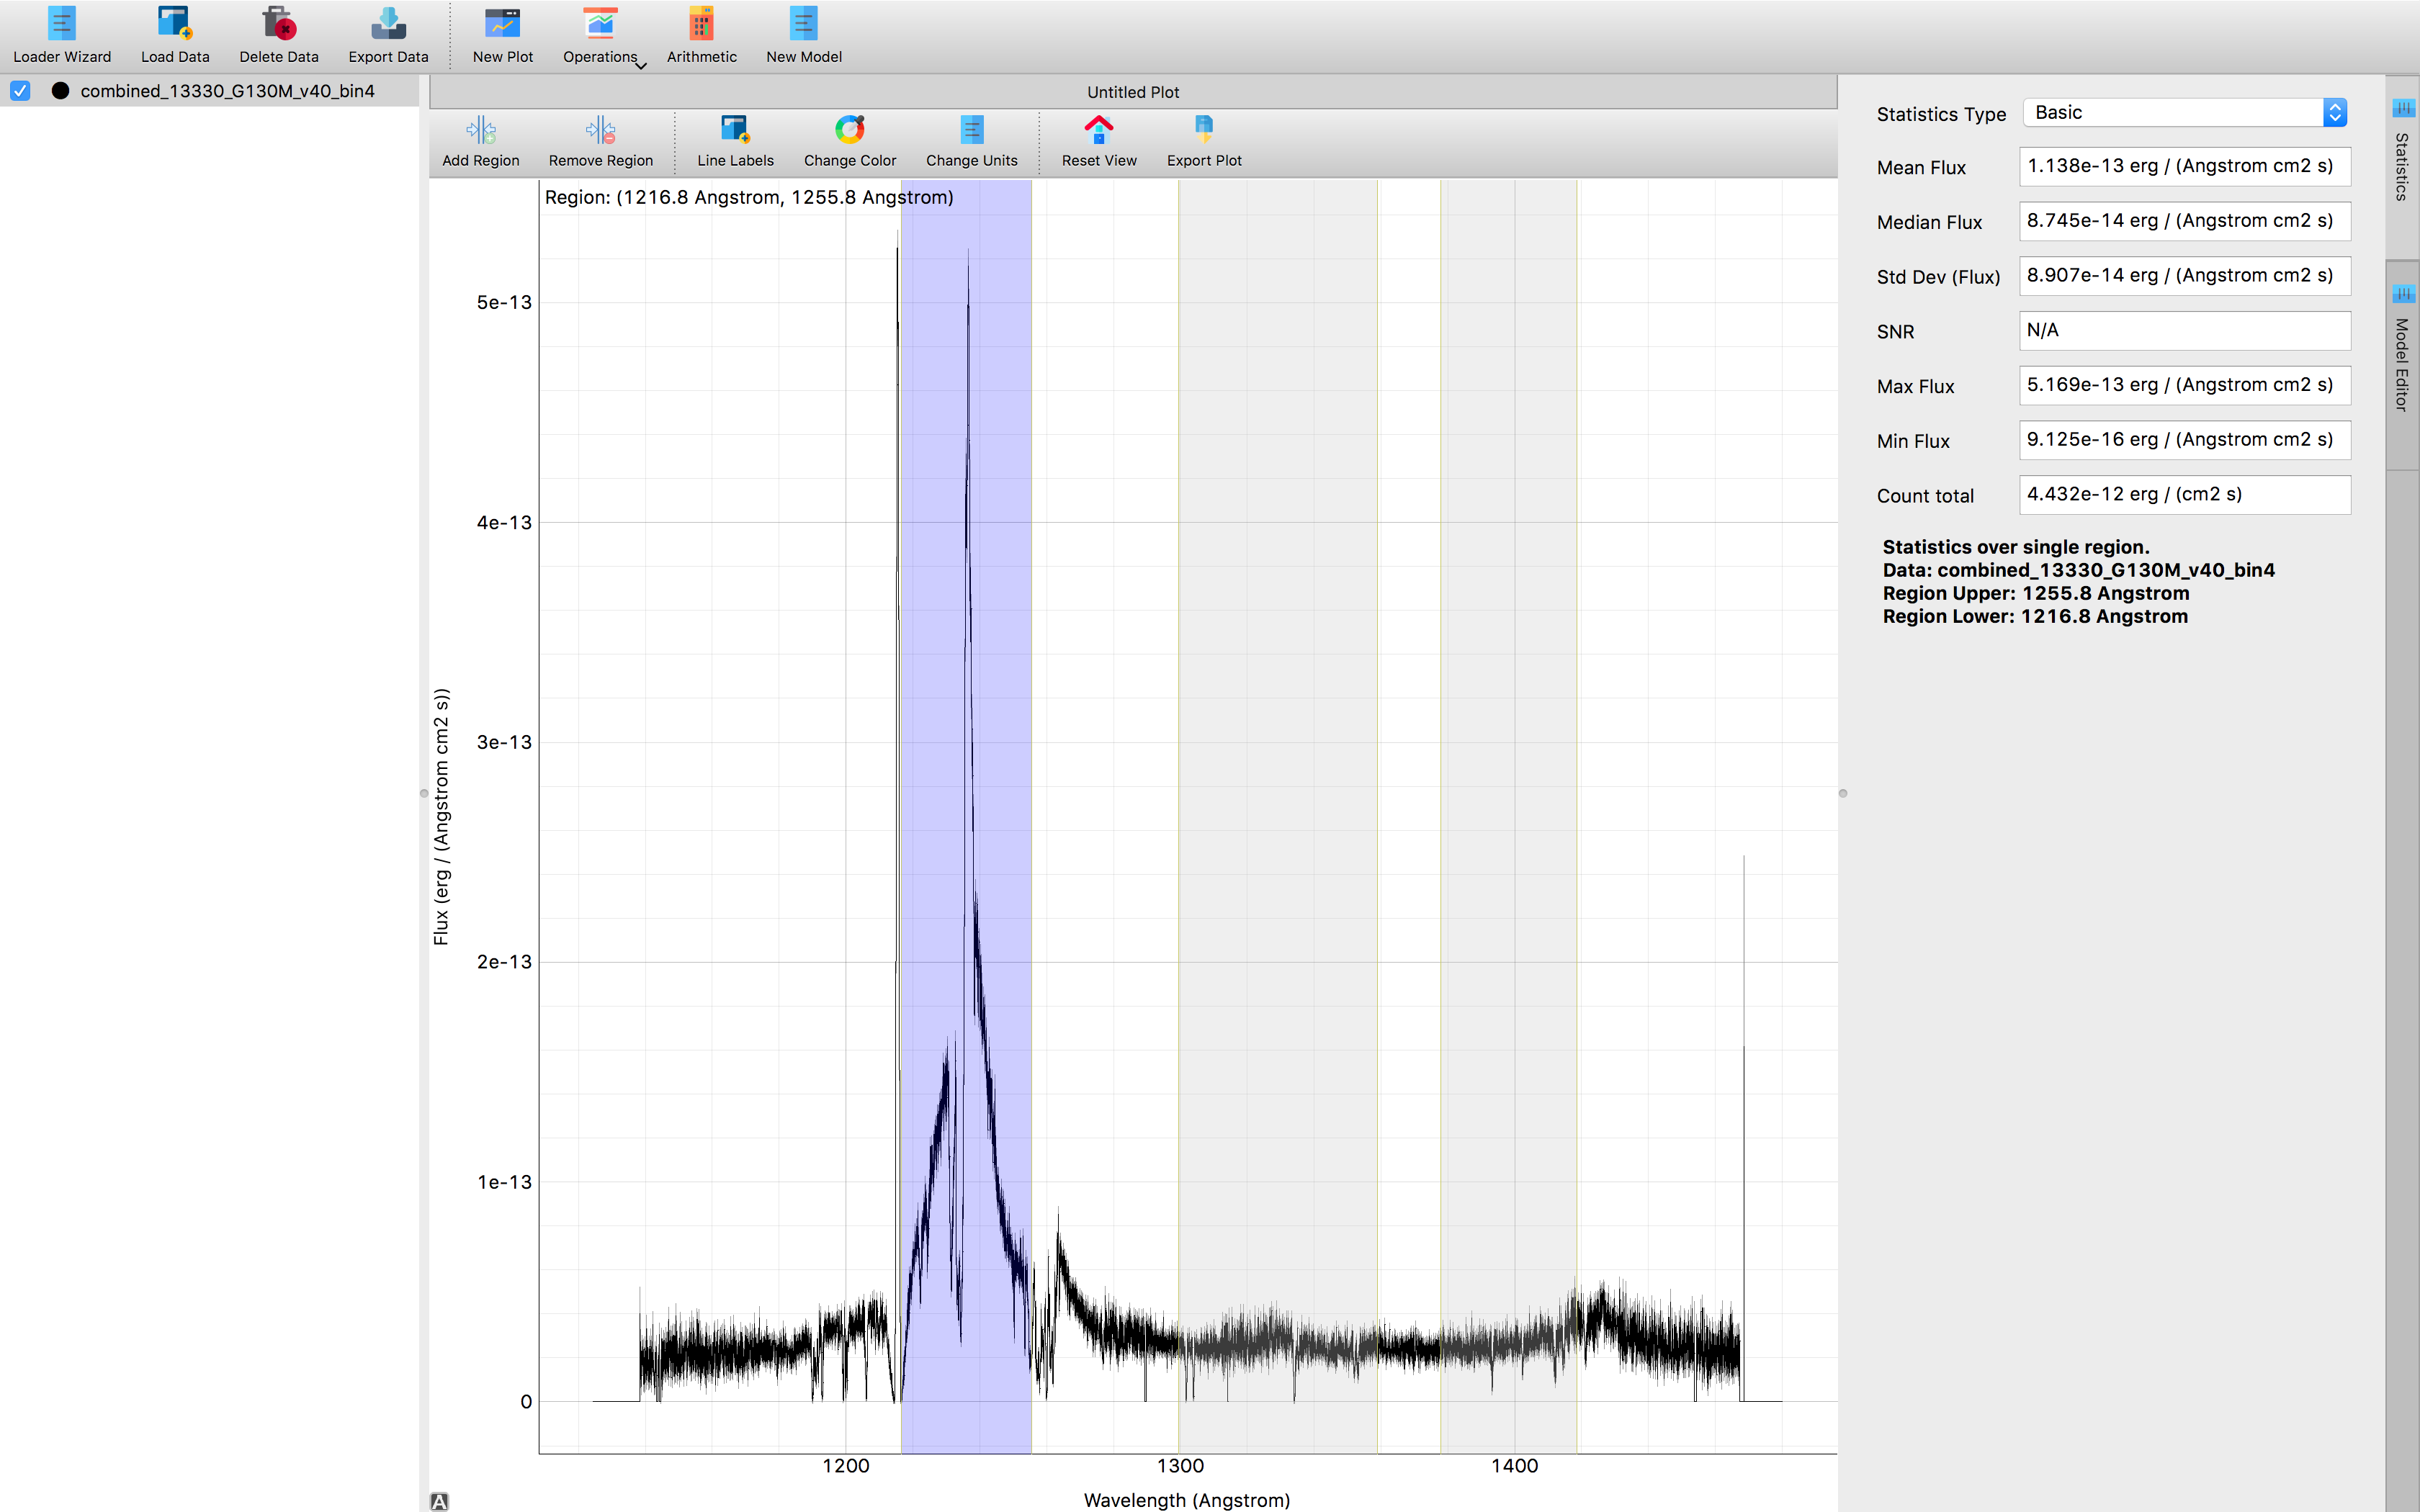 Loader Wizard Load Data Delete Data Export Data New Plot Operations Arithmetic New Model
combined_13330_G130M_v40_bin4
Untitled Plot
Add Region Remove Region Line Labels Change Color Change Units Reset View Export Plot
Region: (1216.8 Angstrom, 1255.8 Angstrom)
5e-13
4e-13
3e-13
2e-13
1e-13
0
Flux (erg / (Angstrom cm2 s))
1200 1300 1400
Wavelength (Angstrom)
A
Statistics Type Basic
Mean Flux 1.138e-13 erg / (Angstrom cm2 s)
Median Flux 8.745e-14 erg / (Angstrom cm2 s)
Std Dev (Flux) 8.907e-14 erg / (Angstrom cm2 s)
SNR N/A
Max Flux 5.169e-13 erg / (Angstrom cm2 s)
Min Flux 9.125e-16 erg / (Angstrom cm2 s)
Count total 4.432e-12 erg / (cm2 s)
Statistics over single region.
Data: combined_13330_G130M_v40_bin4
Region Upper: 1255.8 Angstrom
Region Lower: 1216.8 Angstrom
Statistics
Model Editor